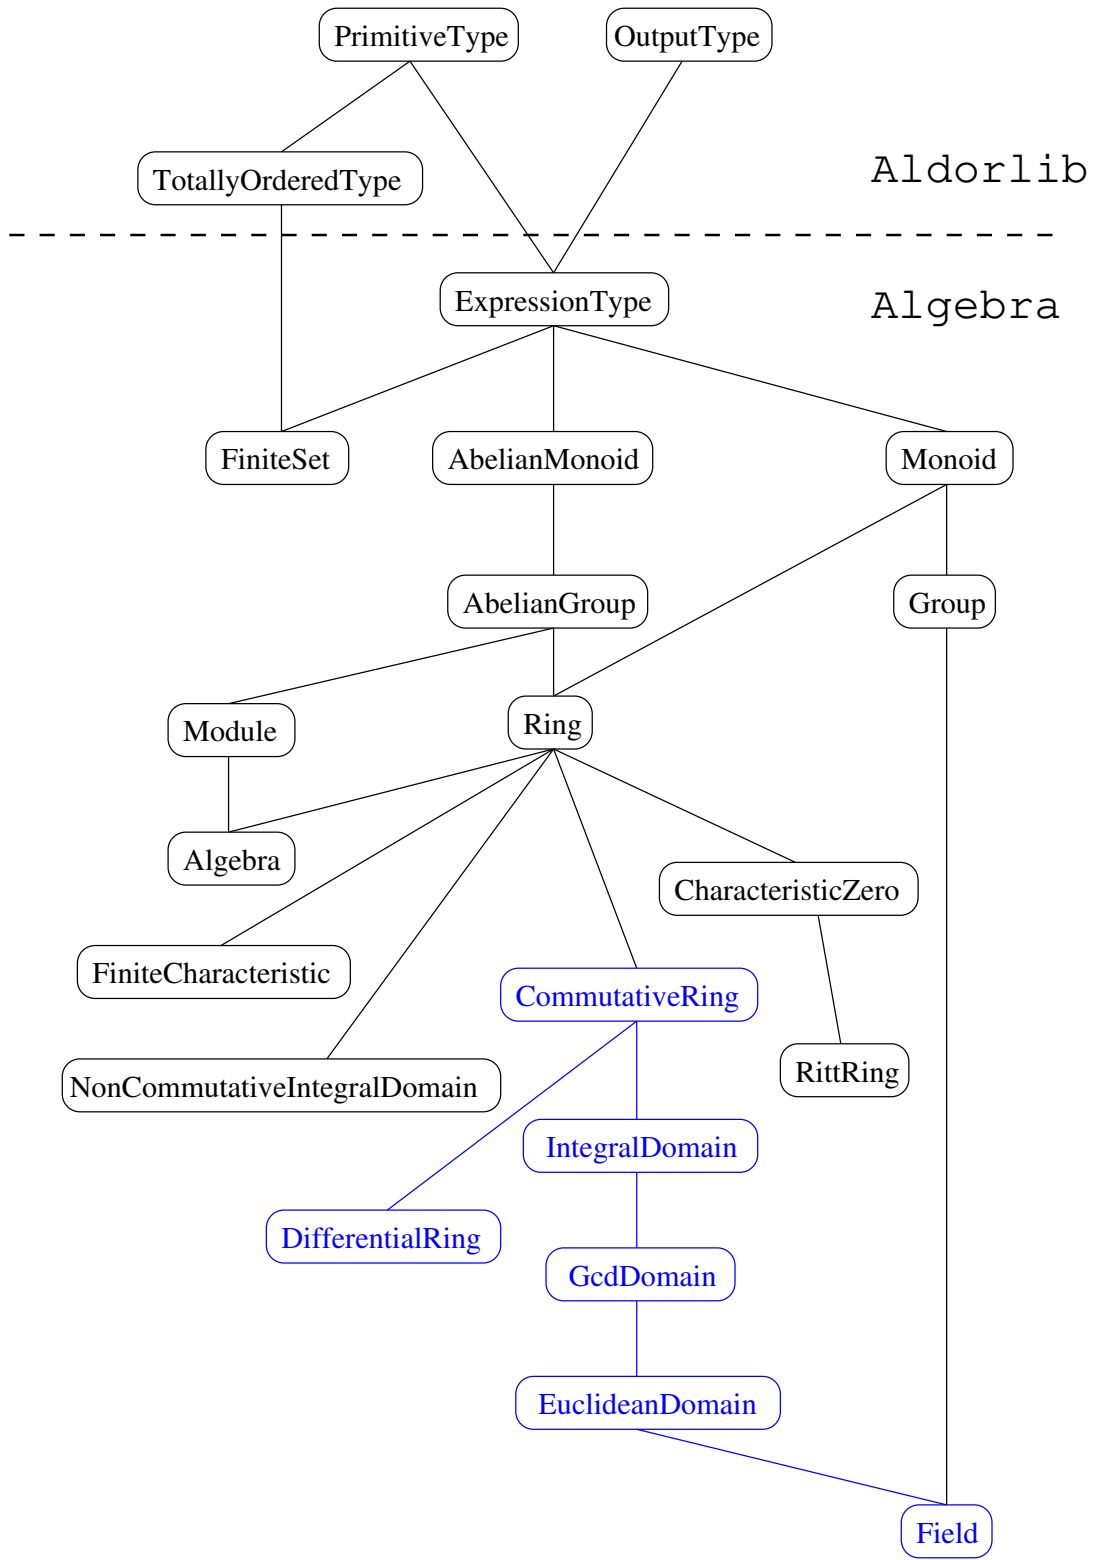 PrimitiveType
OutputType
TotallyOrderedType
Aldorlib
ExpressionType
Algebra
FiniteSet
AbelianMonoid
Monoid
AbelianGroup
Group
Module
Ring
Algebra
CharacteristicZero
FiniteCharacteristic
CommutativeRing
NonCommutativeIntegralDomain
RittRing
IntegralDomain
DifferentialRing
GcdDomain
EuclideanDomain
Field